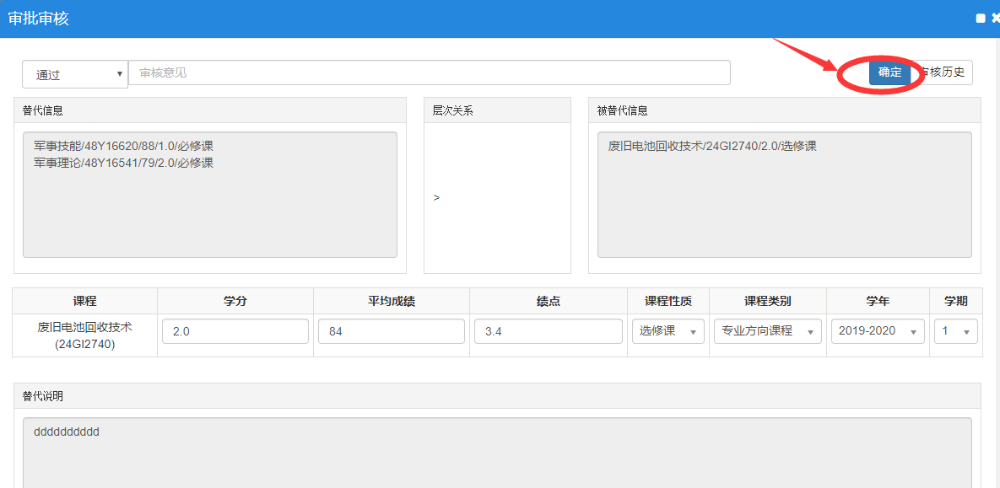 审批审核
通过 审核意见 确定 审核历史
替代信息 层次关系 被替代信息
军事技能/48Y16620/88/1.0/必修课
军事理论/48Y16541/79/2.0/必修课
>
废旧电池回收技术/24GI2740/2.0/选修课
课程 学分 平均成绩 绩点 课程性质 课程类别 学年 学期
废旧电池回收技术
(24GI2740)
2.0 84 3.4 选修课 专业方向课程 2019-2020 1
替代说明
dddddddddd